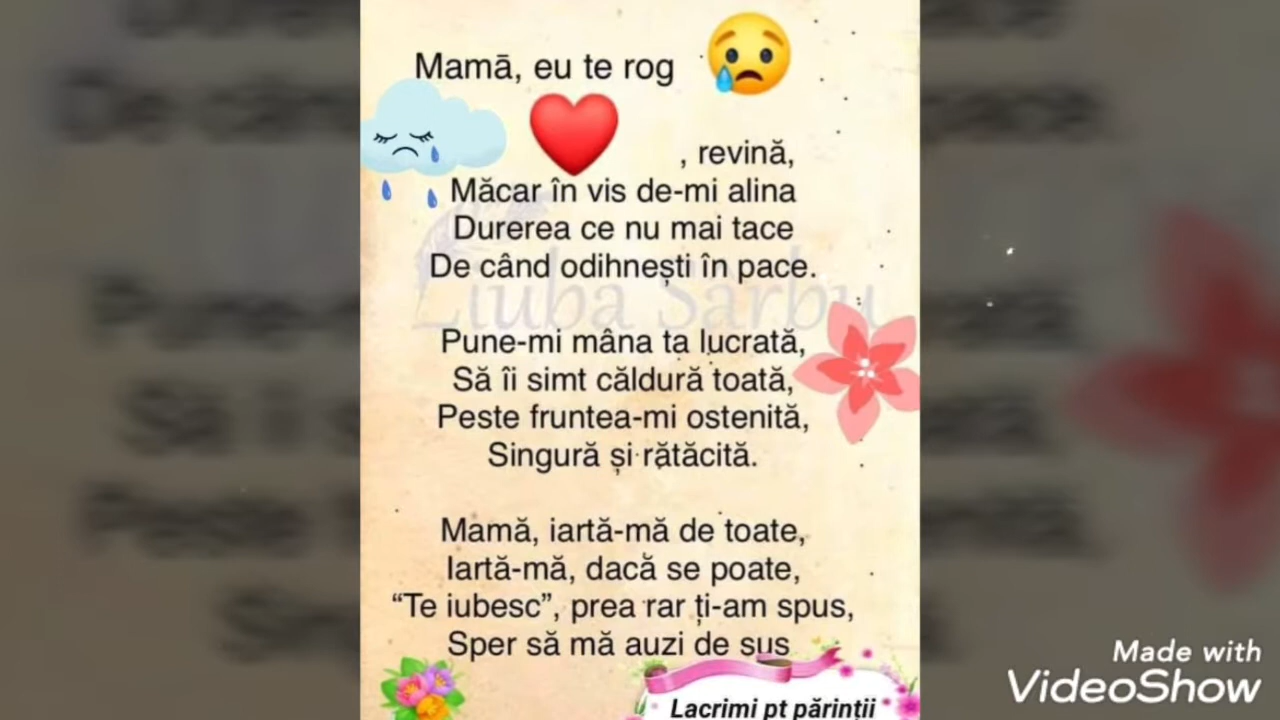 Mamā, eu te rog
, revină,
Măcar în vis de-mi alina
Durerea ce nu mai tace
De când odihnești în pace.
Liuba Sârbu
Pune-mi mâna ta lucrată,
Să îi simt căldură toată,
Peste fruntea-mi ostenită,
Singură și rătăcită.
Mamă, iartă-mă de toate,
Iartă-mă, dacă se poate,
“Te iubesc”, prea rar ți-am spus,
Sper să mă auzi de sus
Lacrimi pt părinții
Made with
VideoShow